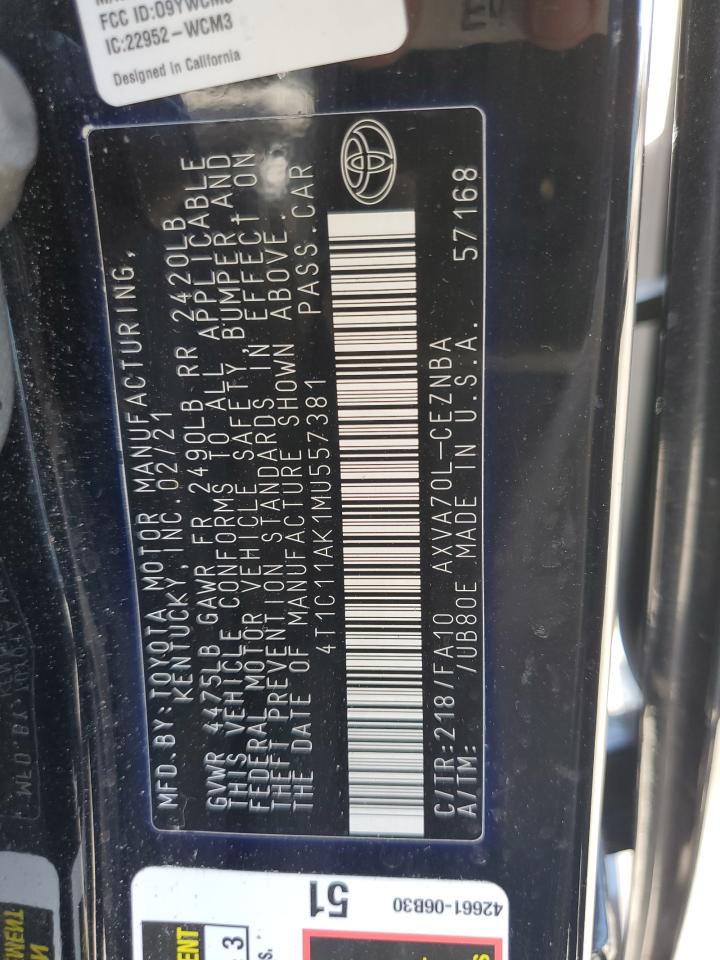 FCC ID:O9YWCM3
IC:22952-WCM3
Designed in California
MFD.BY:TOYOTA MOTOR MANUFACTURING,
KENTUCKY,INC.02/21
GVWR 4475LB GAWR FR 2490LB RR 2420LB
THIS VEHICLE CONFORMS TO ALL APPLICABLE
FEDERAL MOTOR VEHICLE SAFETY,BUMPER AND
THEFT PREVENTION STANDARDS IN EFFECT ON
THE DATE OF MANUFACTURE SHOWN ABOVE.
4T1C11AK1MU557381 PASS.CAR
C/TR:218/FA10 AXVA70L-CEZNBA
A/TM: /UB80E MADE IN U.S.A. 57168
51
42661-06B30